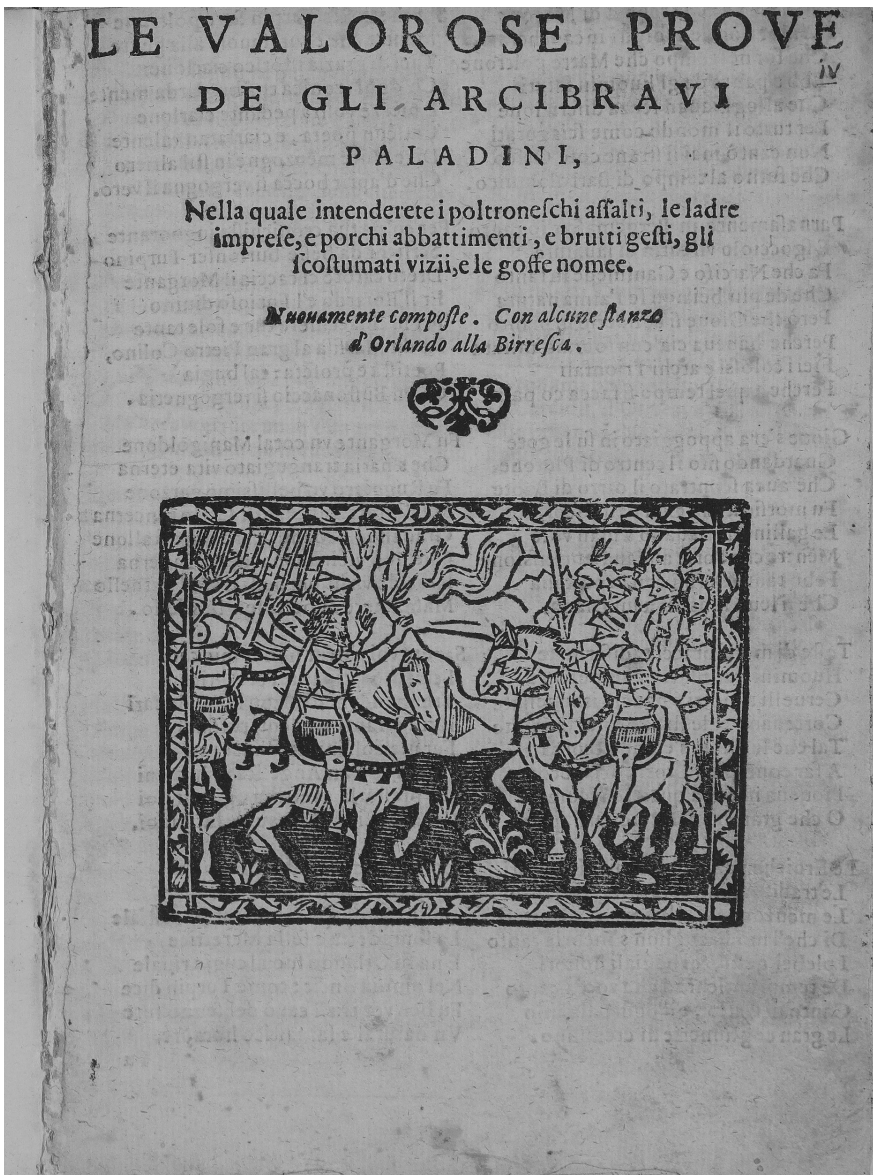 LE VALOROSE PROVE
iv
DE GLI ARCIBRAVI
PALADINI,
Nella quale intenderete i poltroneſchi aſſalti, le ladre
impreſe, e porchi abbattimenti, e brutti geſti, gli
ſcoſtumati vizii, e le goffe nomee.
Nuouamente compoſte. Con alcune ſtanze
d'Orlando alla Birreſca.